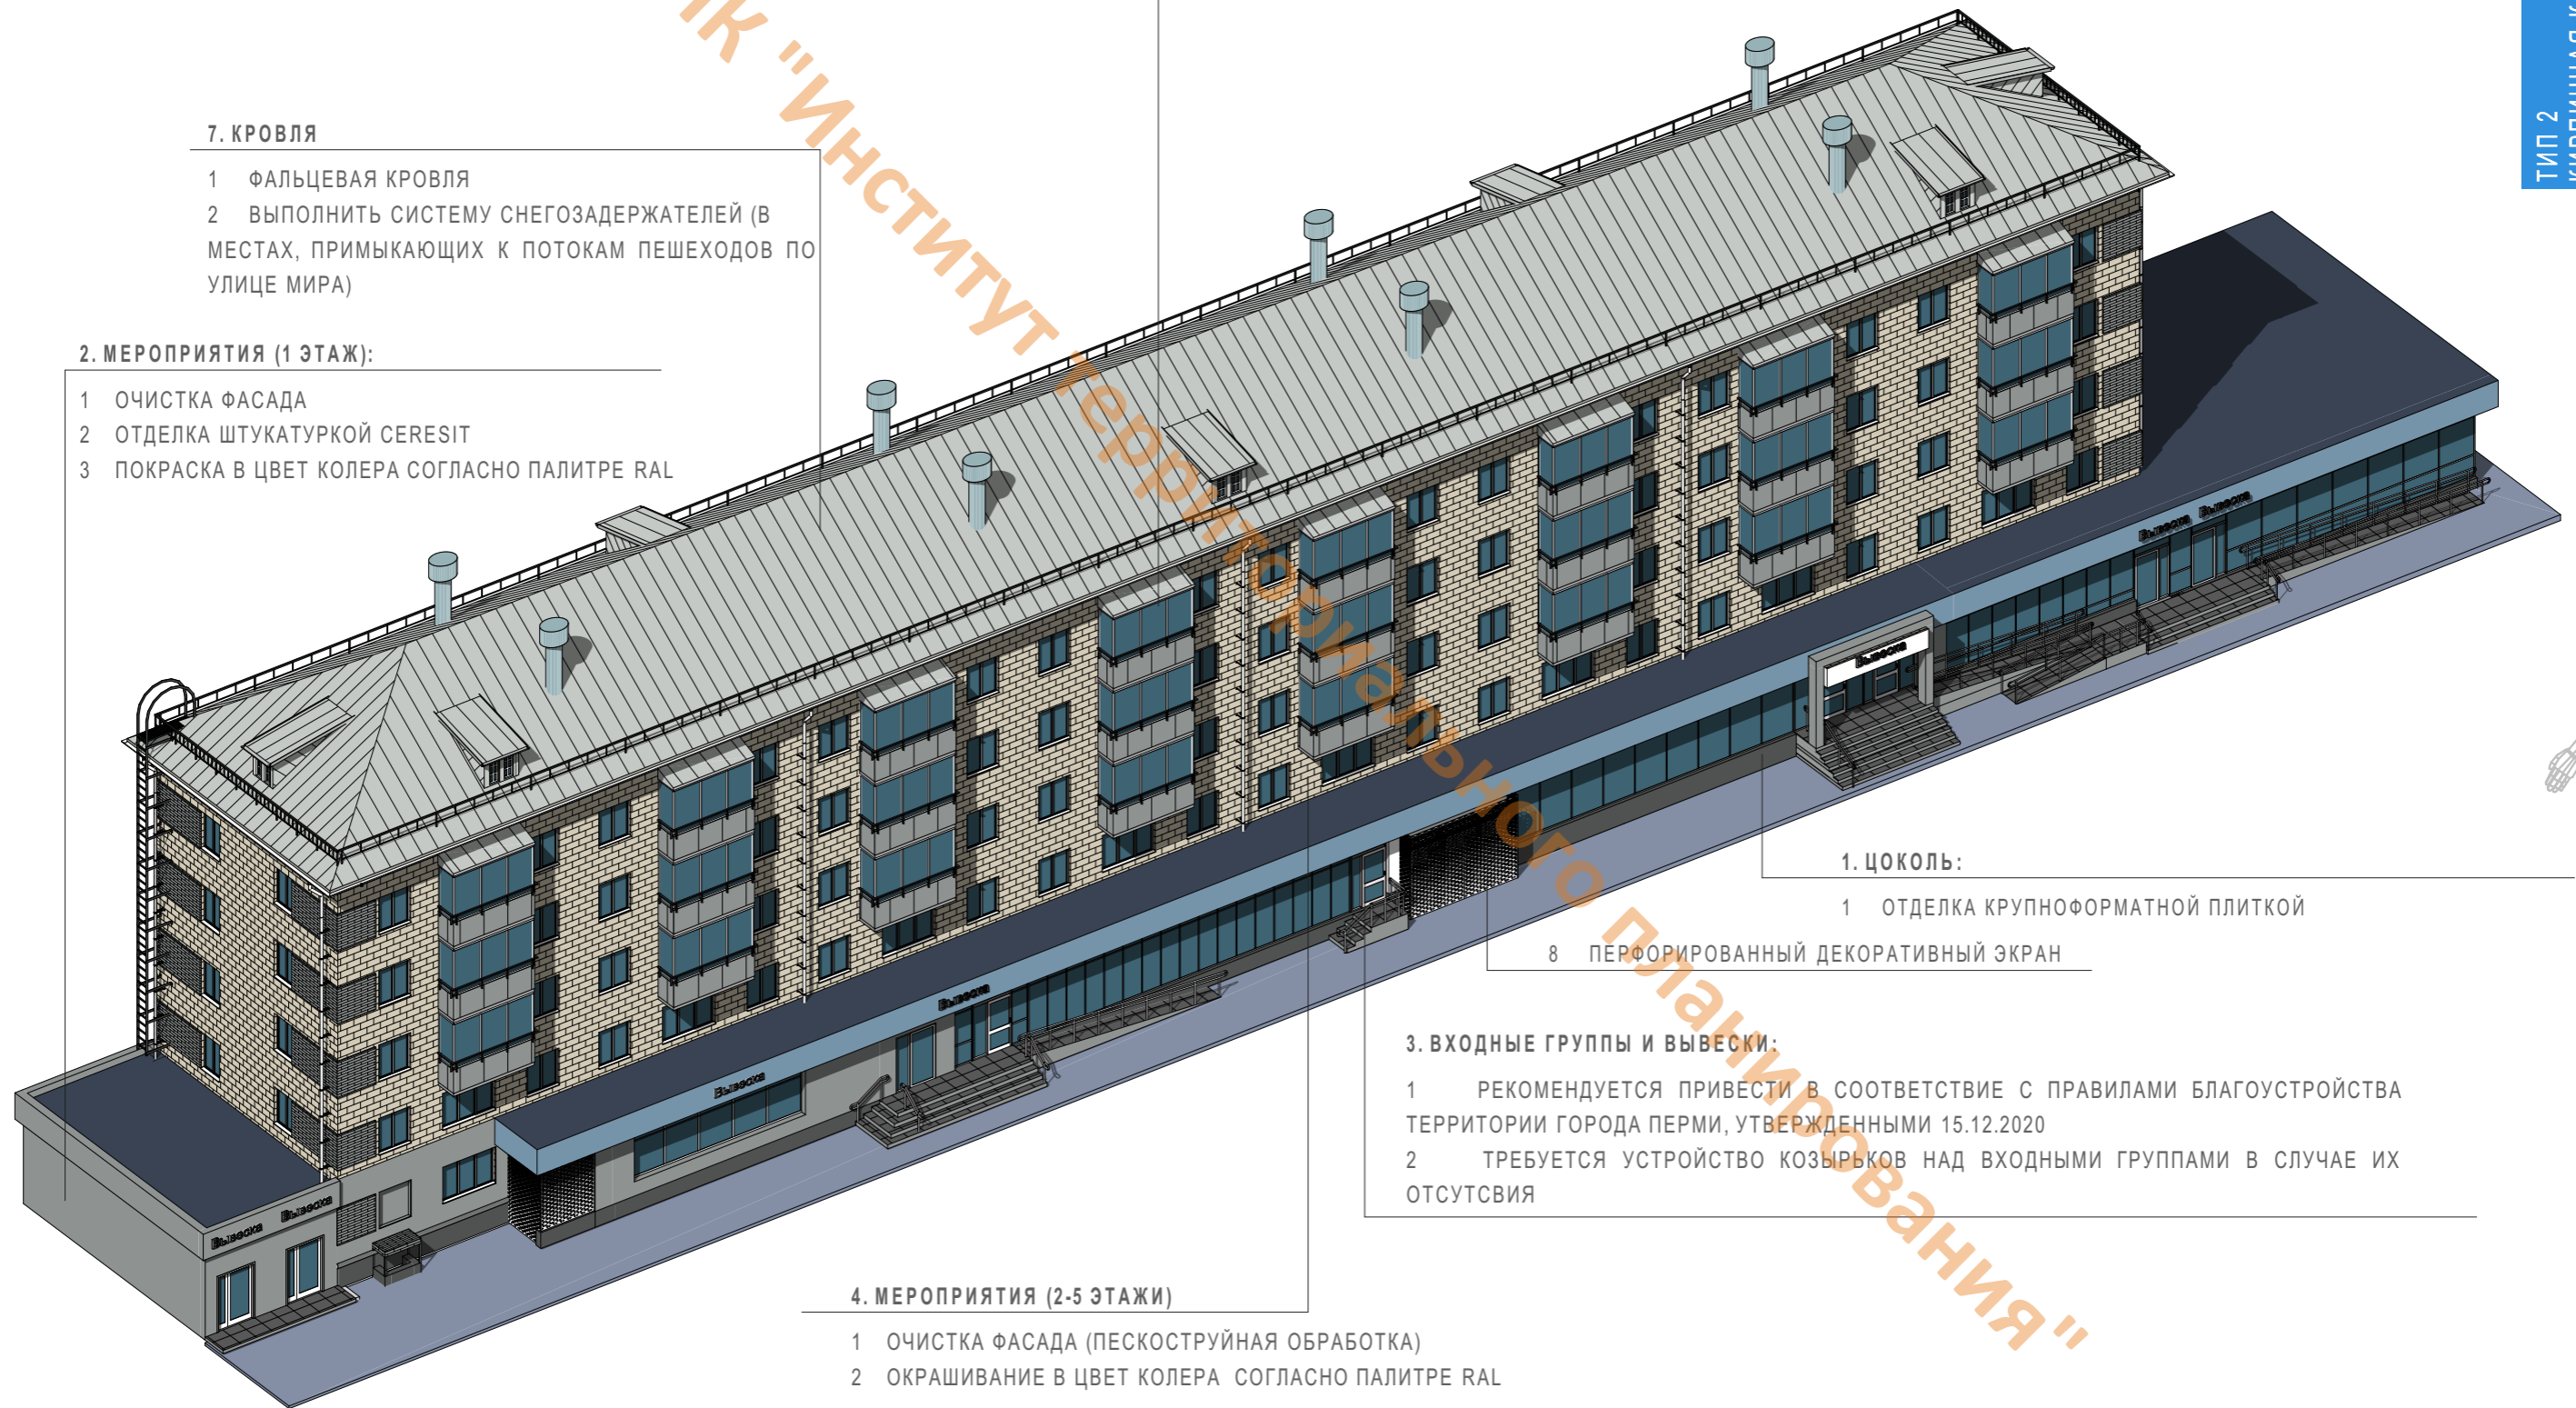 ТИП 2
7. КРОВЛЯ
1 ФАЛЬЦЕВАЯ КРОВЛЯ
2 ВЫПОЛНИТЬ СИСТЕМУ СНЕГОЗАДЕРЖАТЕЛЕЙ (В
МЕСТАХ, ПРИМЫКАЮЩИХ К ПОТОКАМ ПЕШЕХОДОВ ПО
УЛИЦЕ МИРА)
2. МЕРОПРИЯТИЯ (1 ЭТАЖ):
1 ОЧИСТКА ФАСАДА
2 ОТДЕЛКА ШТУКАТУРКОЙ CERESIT
3 ПОКРАСКА В ЦВЕТ КОЛЕРА СОГЛАСНО ПАЛИТРЕ RAL
Вывеска Вывеска
Вывеска
Вывеска
Вывеска
Вывеска Вывеска
1. ЦОКОЛЬ:
1 ОТДЕЛКА КРУПНОФОРМАТНОЙ ПЛИТКОЙ
8 ПЕРФОРИРОВАННЫЙ ДЕКОРАТИВНЫЙ ЭКРАН
3. ВХОДНЫЕ ГРУППЫ И ВЫВЕСКИ:
1 РЕКОМЕНДУЕТСЯ ПРИВЕСТИ В СООТВЕТСТВИЕ С ПРАВИЛАМИ БЛАГОУСТРОЙСТВА
ТЕРРИТОРИИ ГОРОДА ПЕРМИ, УТВЕРЖДЕННЫМИ 15.12.2020
2 ТРЕБУЕТСЯ УСТРОЙСТВО КОЗЫРЬКОВ НАД ВХОДНЫМИ ГРУППАМИ В СЛУЧАЕ ИХ
ОТСУТСВИЯ
4. МЕРОПРИЯТИЯ (2-5 ЭТАЖИ)
1 ОЧИСТКА ФАСАДА (ПЕСКОСТРУЙНАЯ ОБРАБОТКА)
2 ОКРАШИВАНИЕ В ЦВЕТ КОЛЕРА СОГЛАСНО ПАЛИТРЕ RAL
"Институт территориального планирования"